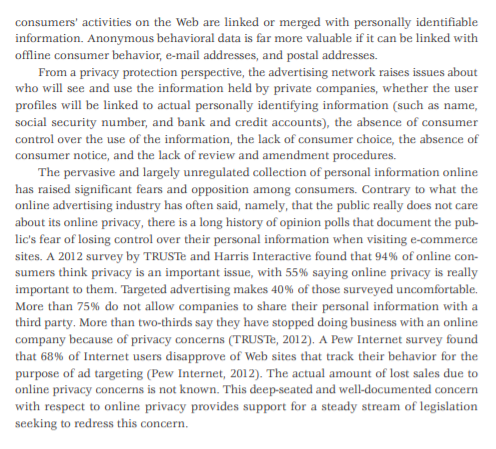 consumers' activities on the Web are linked or merged with personally identifiable
information. Anonymous behavioral data is far more valuable if it can be linked with
offline consumer behavior, e-mail addresses, and postal addresses.
From a privacy protection perspective, the advertising network raises issues about
who will see and use the information held by private companies, whether the user
profiles will be linked to actual personally identifying information (such as name,
social security number, and bank and credit accounts), the absence of consumer
control over the use of the information, the lack of consumer choice, the absence of
consumer notice, and the lack of review and amendment procedures.
The pervasive and largely unregulated collection of personal information online
has raised significant fears and opposition among consumers. Contrary to what the
online advertising industry has often said, namely, that the public really does not care
about its online privacy, there is a long history of opinion polls that document the pub-
lic's fear of losing control over their personal information when visiting e-commerce
sites. A 2012 survey by TRUSTe and Harris Interactive found that 94% of online con-
sumers think privacy is an important issue, with 55% saying online privacy is really
important to them. Targeted advertising makes 40% of those surveyed uncomfortable.
More than 75% do not allow companies to share their personal information with a
third party. More than two-thirds say they have stopped doing business with an online
company because of privacy concerns (TRUSTe, 2012). A Pew Internet survey found
that 68% of Internet users disapprove of Web sites that track their behavior for the
purpose of ad targeting (Pew Internet, 2012). The actual amount of lost sales due to
online privacy concerns is not known. This deep-seated and well-documented concern
with respect to online privacy provides support for a steady stream of legislation
seeking to redress this concern.